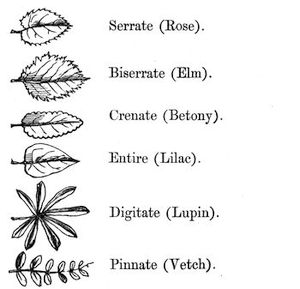 Serrate (Rose).
Biserrate (Elm).
Crenate (Betony).
Entire (Lilac).
Digitate (Lupin).
Pinnate (Vetch).